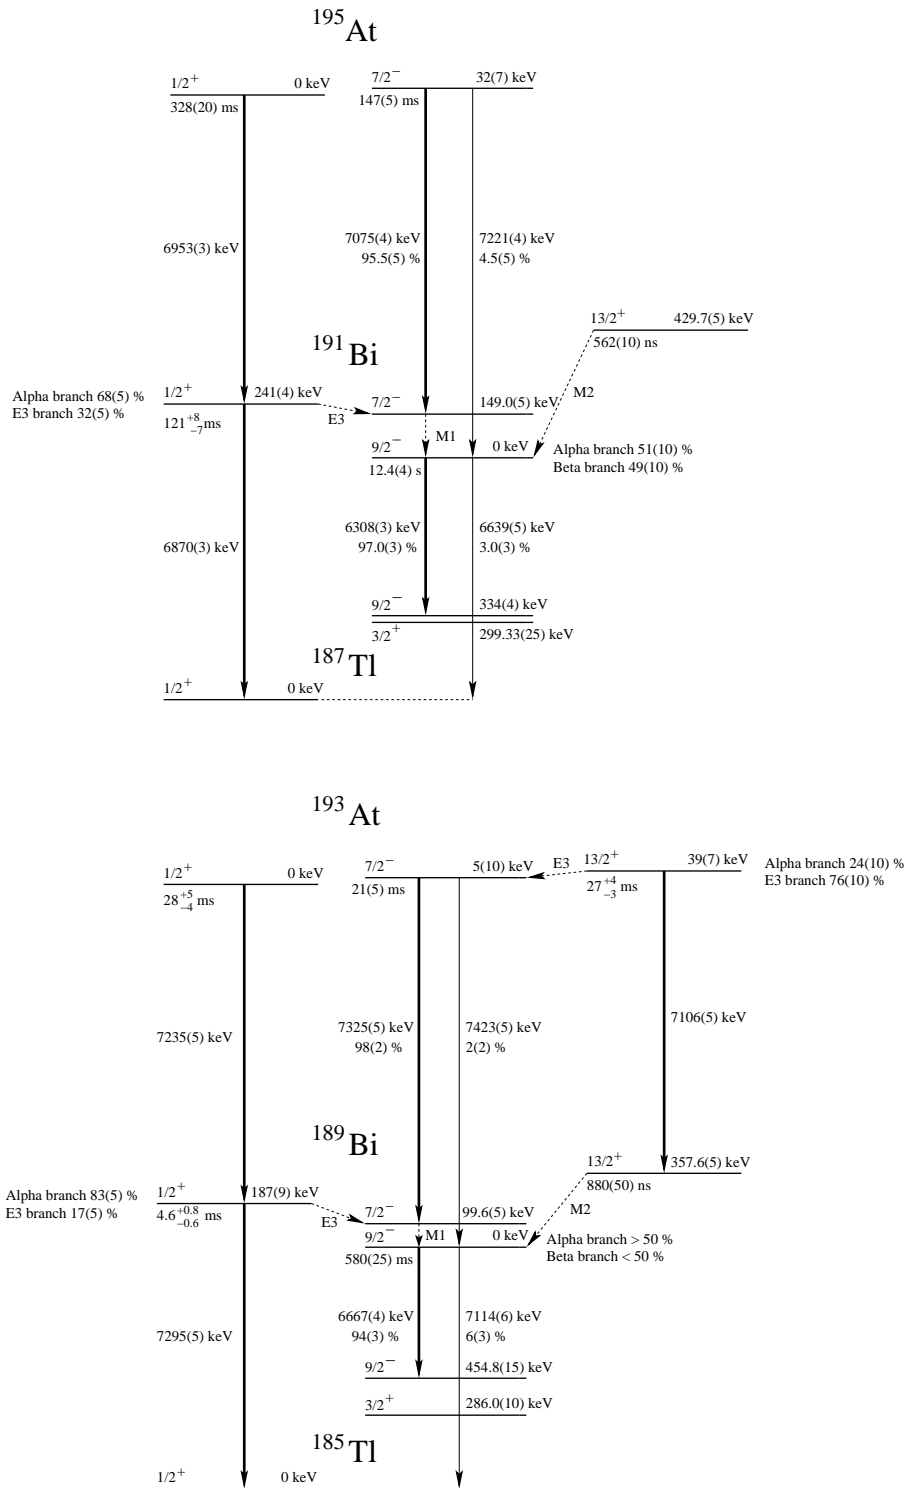 195At
1/2+ 0 keV
7/2− 32(7) keV
328(20) ms
147(5) ms
6953(3) keV
7075(4) keV 7221(4) keV
95.5(5) % 4.5(5) %
13/2+ 429.7(5) keV
562(10) ns
191Bi
M2
Alpha branch 68(5) %
E3 branch 32(5) %
1/2+ 241(4) keV
121+8−7 ms
E3
7/2− 149.0(5) keV
M1
9/2− 0 keV
12.4(4) s
Alpha branch 51(10) %
Beta branch 49(10) %
6308(3) keV 6639(5) keV
97.0(3) % 3.0(3) %
6870(3) keV
9/2− 334(4) keV
3/2+ 299.33(25) keV
187Tl
1/2+ 0 keV
193At
1/2+ 0 keV
28+5−4 ms
7/2− 5(10) keV
21(5) ms
E3
13/2+ 39(7) keV
27+4−3 ms
Alpha branch 24(10) %
E3 branch 76(10) %
7235(5) keV
7325(5) keV 7423(5) keV
98(2) % 2(2) %
7106(5) keV
189Bi
13/2+ 357.6(5) keV
880(50) ns
M2
Alpha branch 83(5) %
E3 branch 17(5) %
1/2+ 187(9) keV
4.6+0.8−0.6 ms
E3
7/2− 99.6(5) keV
M1
9/2− 0 keV
580(25) ms
Alpha branch > 50 %
Beta branch < 50 %
6667(4) keV 7114(6) keV
94(3) % 6(3) %
7295(5) keV
9/2− 454.8(15) keV
3/2+ 286.0(10) keV
185Tl
1/2+ 0 keV